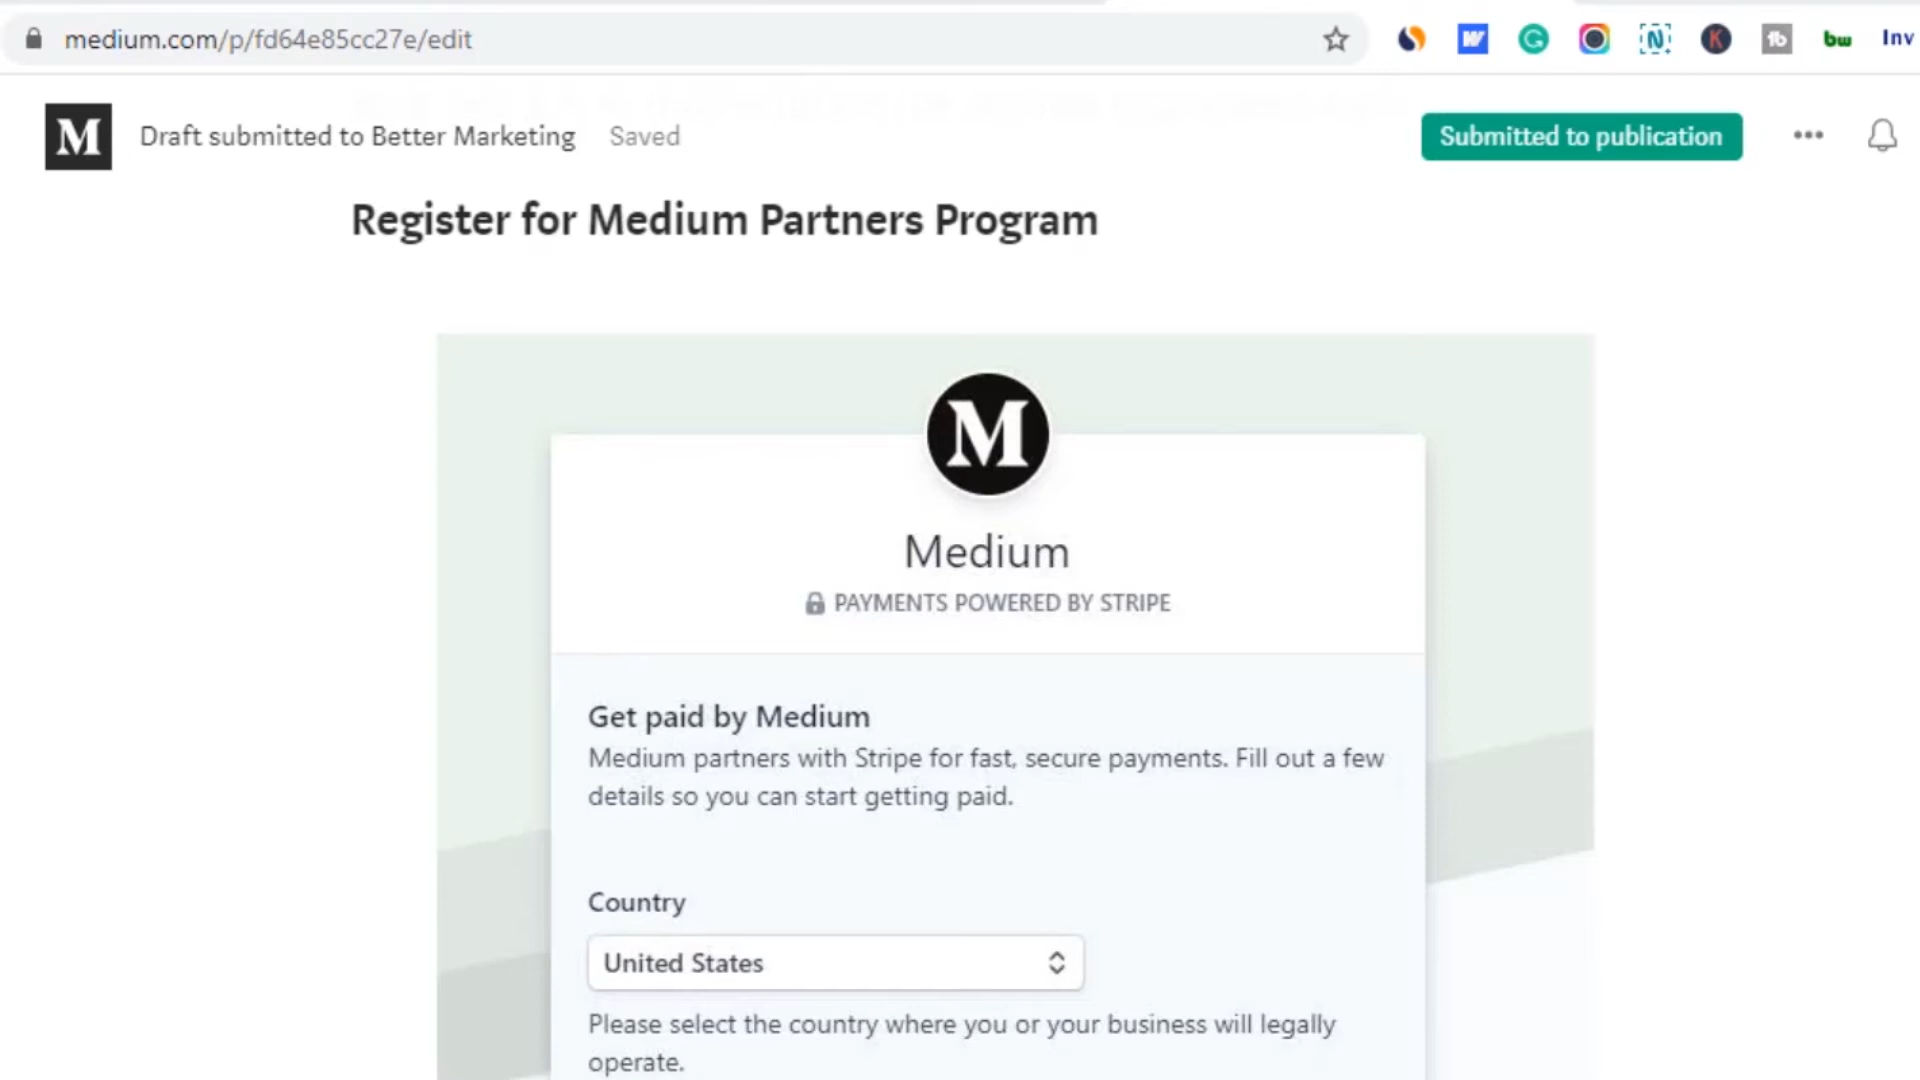 medium.com/p/fd64e85cc27e/edit
Inv
Draft submitted to Better Marketing Saved
Submitted to publication
Register for Medium Partners Program
Medium
PAYMENTS POWERED BY STRIPE
Get paid by Medium
Medium partners with Stripe for fast, secure payments. Fill out a few
details so you can start getting paid.
Country
United States
Please select the country where you or your business will legally
operate.